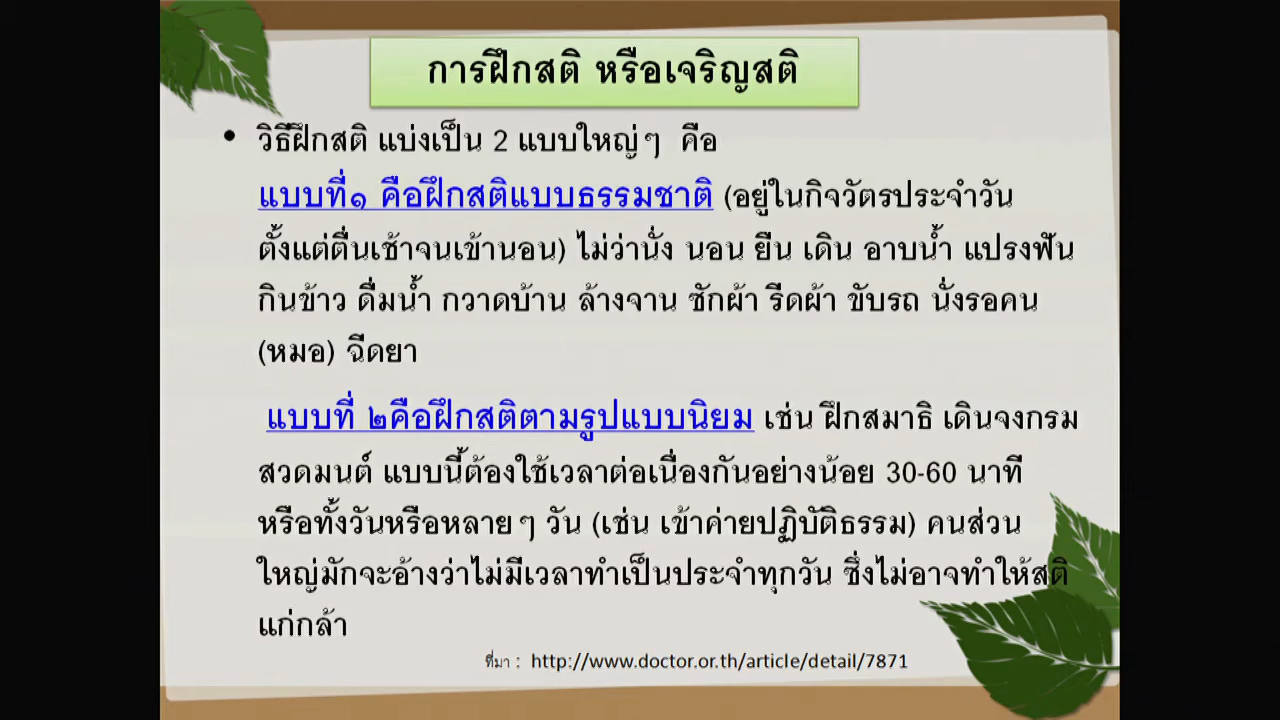 การฝึกสติ หรือเจริญสติ
• วิธีฝึกสติ แบ่งเป็น 2 แบบใหญ่ๆ คือ
แบบที่๑ คือฝึกสติแบบธรรมชาติ (อยู่ในกิจวัตรประจำวัน
ตั้งแต่ตื่นเช้าจนเข้านอน) ไม่ว่านั่ง นอน ยืน เดิน อาบน้ำ แปรงฟัน
กินข้าว ดื่มน้ำ กวาดบ้าน ล้างจาน ซักผ้า รีดผ้า ขับรถ นั่งรอคน
(หมอ) ฉีดยา
แบบที่ ๒คือฝึกสติตามรูปแบบนิยม เช่น ฝึกสมาธิ เดินจงกรม
สวดมนต์ แบบนี้ต้องใช้เวลาต่อเนื่องกันอย่างน้อย 30-60 นาที
หรือทั้งวันหรือหลายๆ วัน (เช่น เข้าค่ายปฏิบัติธรรม) คนส่วน
ใหญ่มักจะอ้างว่าไม่มีเวลาทำเป็นประจำทุกวัน ซึ่งไม่อาจทำให้สติ
แก่กล้า
ที่มา : http://www.doctor.or.th/article/detail/7871